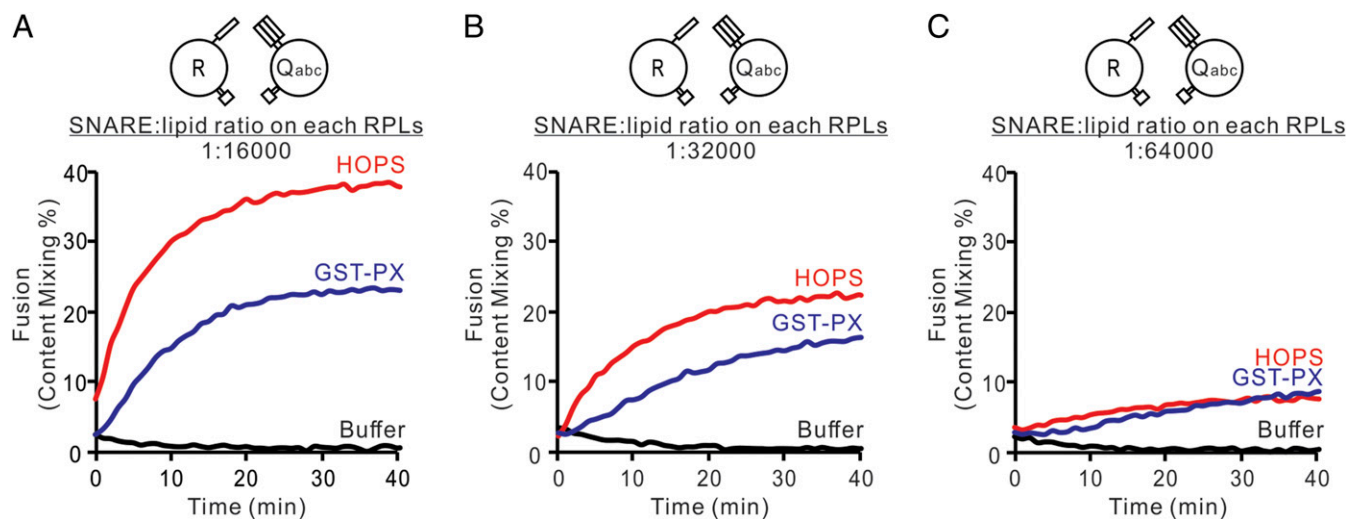 A
R
Qabc
SNARE:lipid ratio on each RPLs
1:16000
HOPS
GST-PX
Buffer
Fusion
(Content Mixing %)
40
30
20
10
0
0 10 20 30 40
Time (min)
B
R
Qabc
SNARE:lipid ratio on each RPLs
1:32000
HOPS
GST-PX
Buffer
Fusion
(Content Mixing %)
40
30
20
10
0
0 10 20 30 40
Time (min)
C
R
Qabc
SNARE:lipid ratio on each RPLs
1:64000
HOPS
GST-PX
Buffer
Fusion
(Content Mixing %)
40
30
20
10
0
0 10 20 30 40
Time (min)